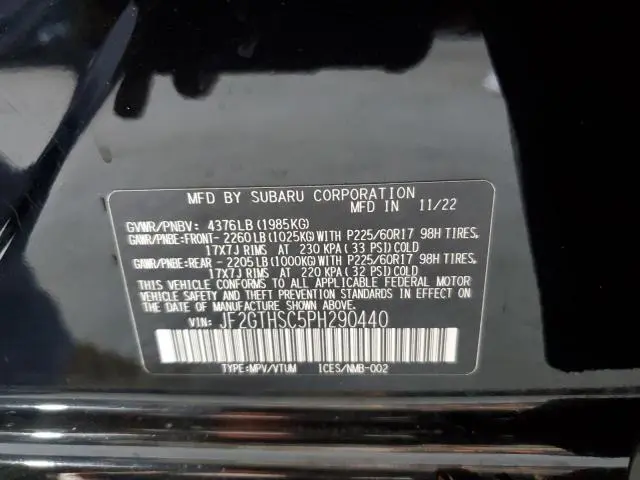 MFD BY SUBARU CORPORATION
MFD IN 11/22
GVWR/PNBV: 4376LB (1985KG)
GAWR/PNBE:FRONT- 2260LB(1025KG)WITH P225/60R17 98H TIRES,
17X7J RIMS AT 230 KPA(33 PSI)COLD
GAWR/PNBE:REAR - 2205LB(1000KG)WITH P225/60R17 98H TIRES,
17X7J RIMS AT 220 KPA(32 PSI)COLD
THIS VEHICLE CONFORMS TO ALL APPLICABLE FEDERAL MOTOR
VEHICLE SAFETY AND THEFT PREVENTION STANDARDS IN EFFECT ON
THE DATE OF MANUFACTURE SHOWN ABOVE.
VIN: JF2GTHSC5PH290440
TYPE:MPV/VTUM ICES/NMB-002